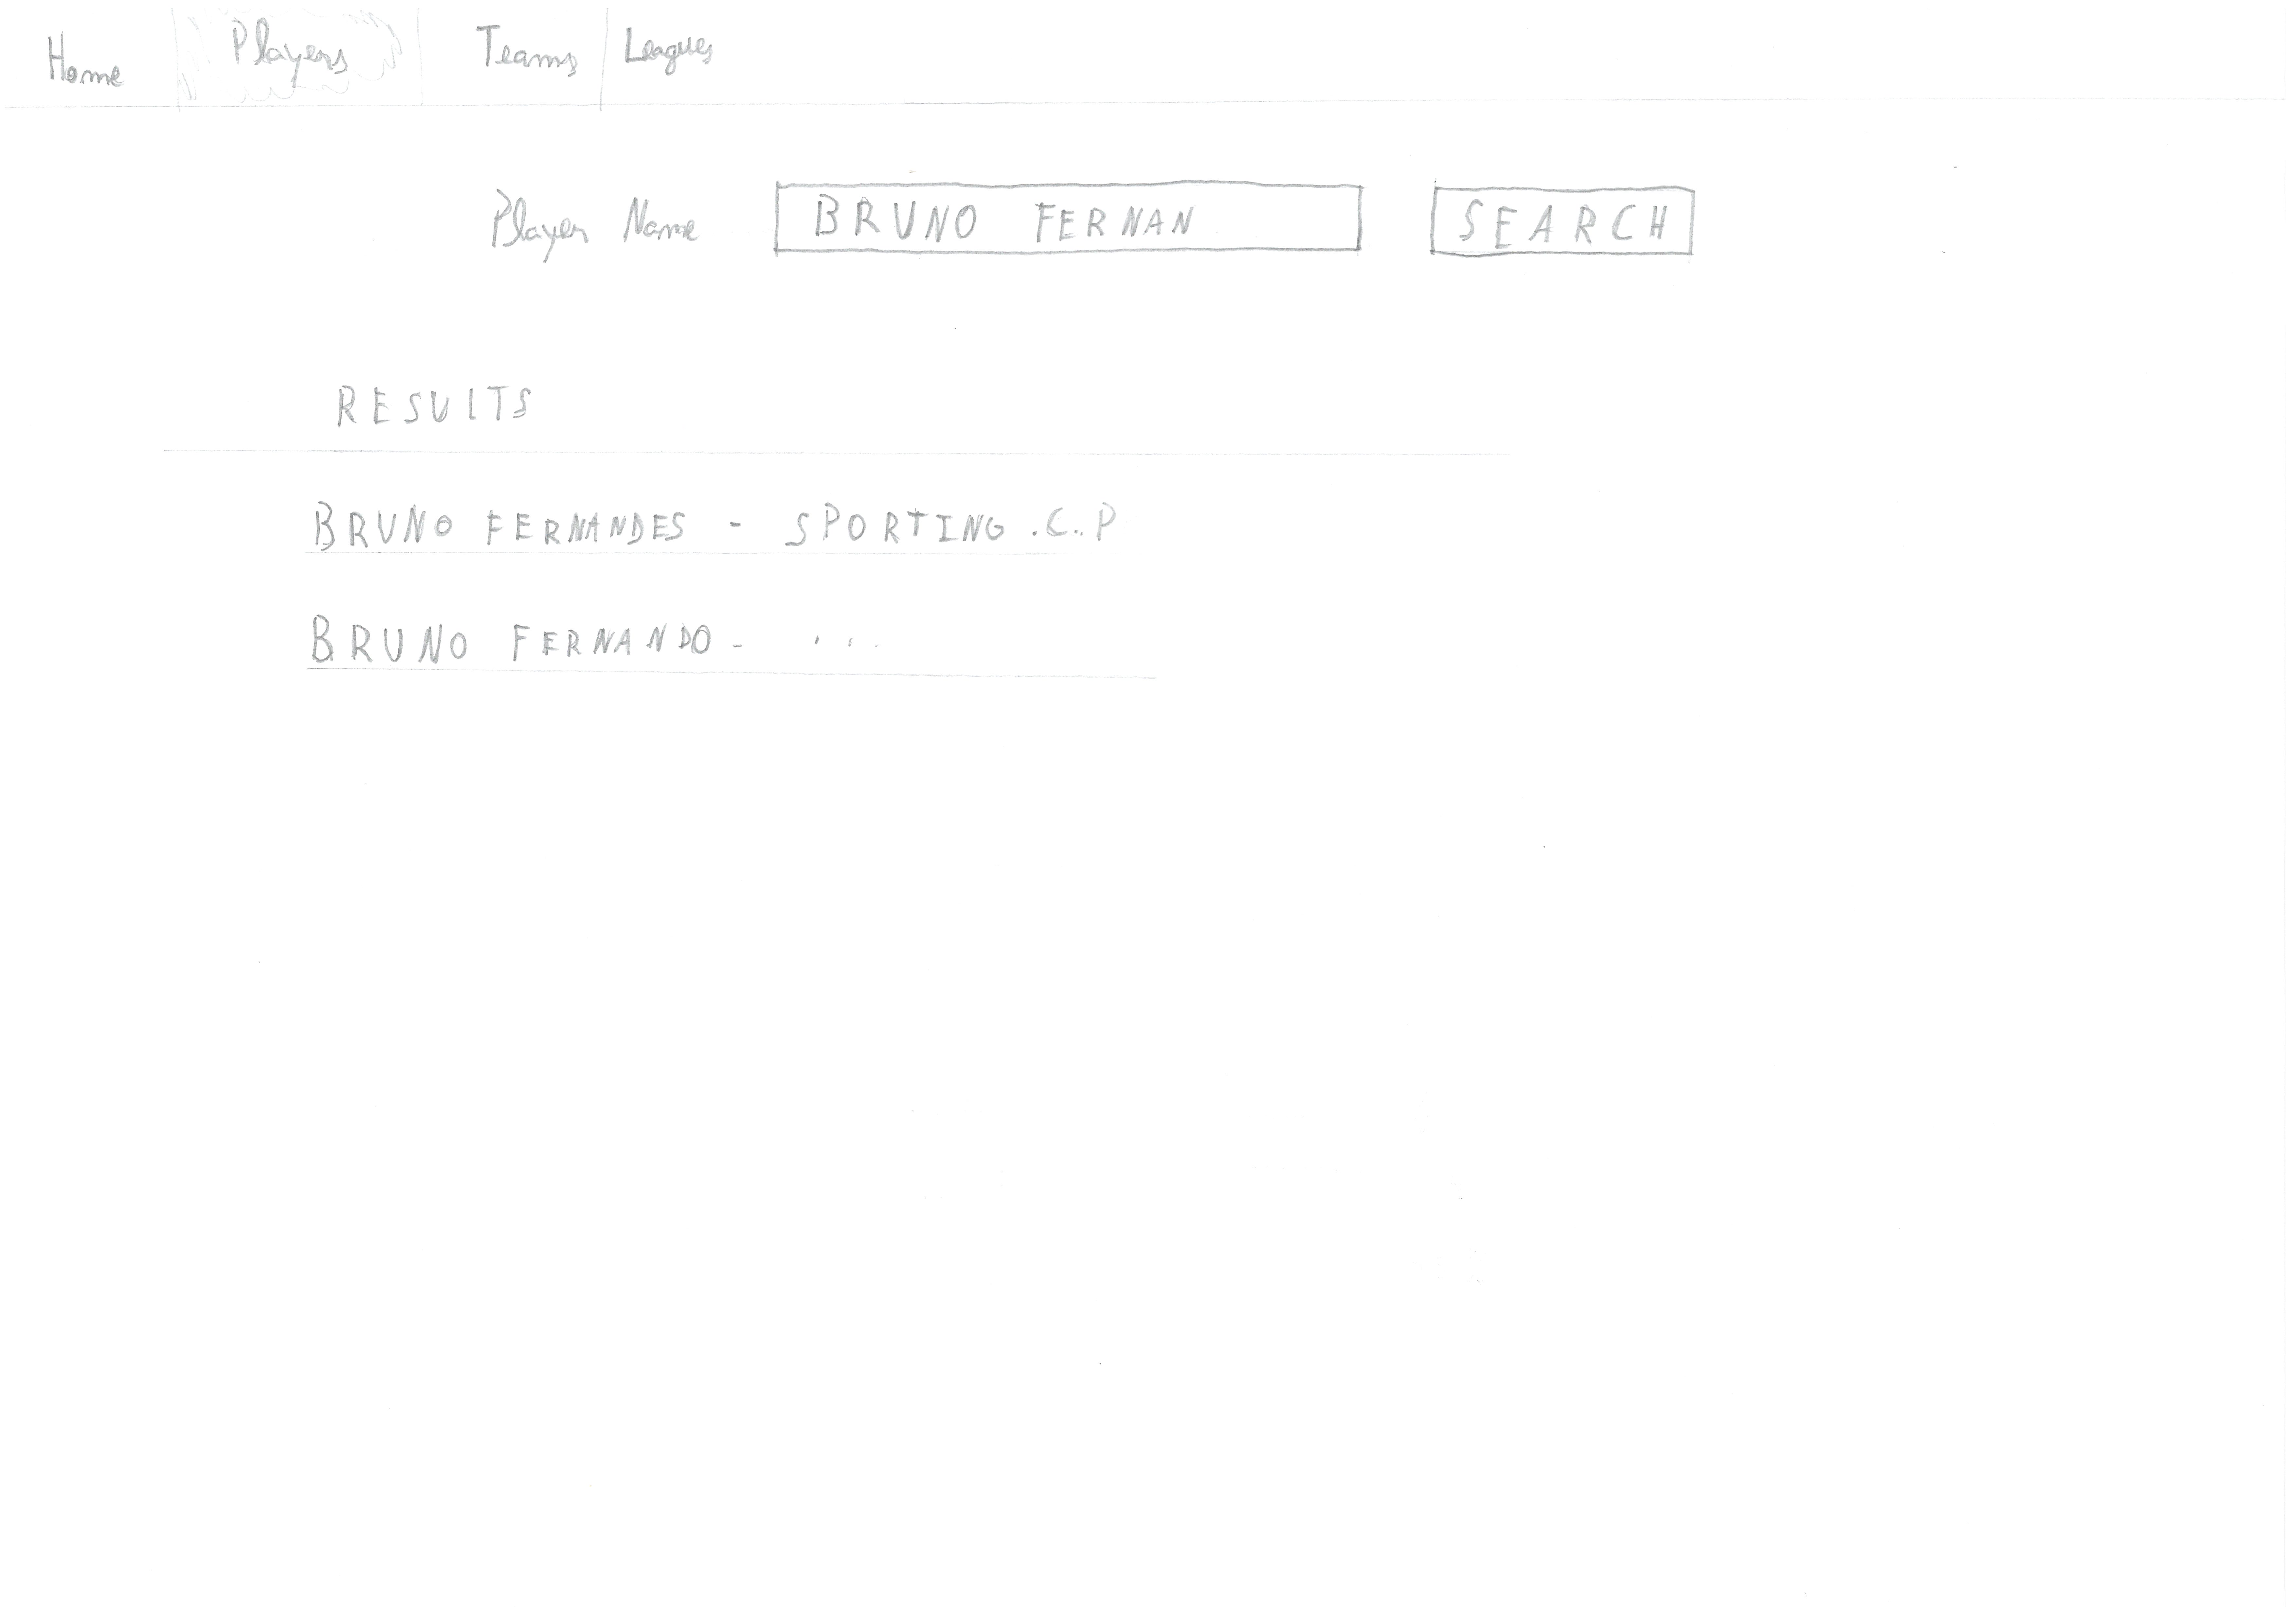 Home Players Teams Leagues
Player Name BRUNO FERNAN SEARCH
RESULTS
BRUNO FERNANDES - SPORTING .C.P
BRUNO FERNANDO - ...